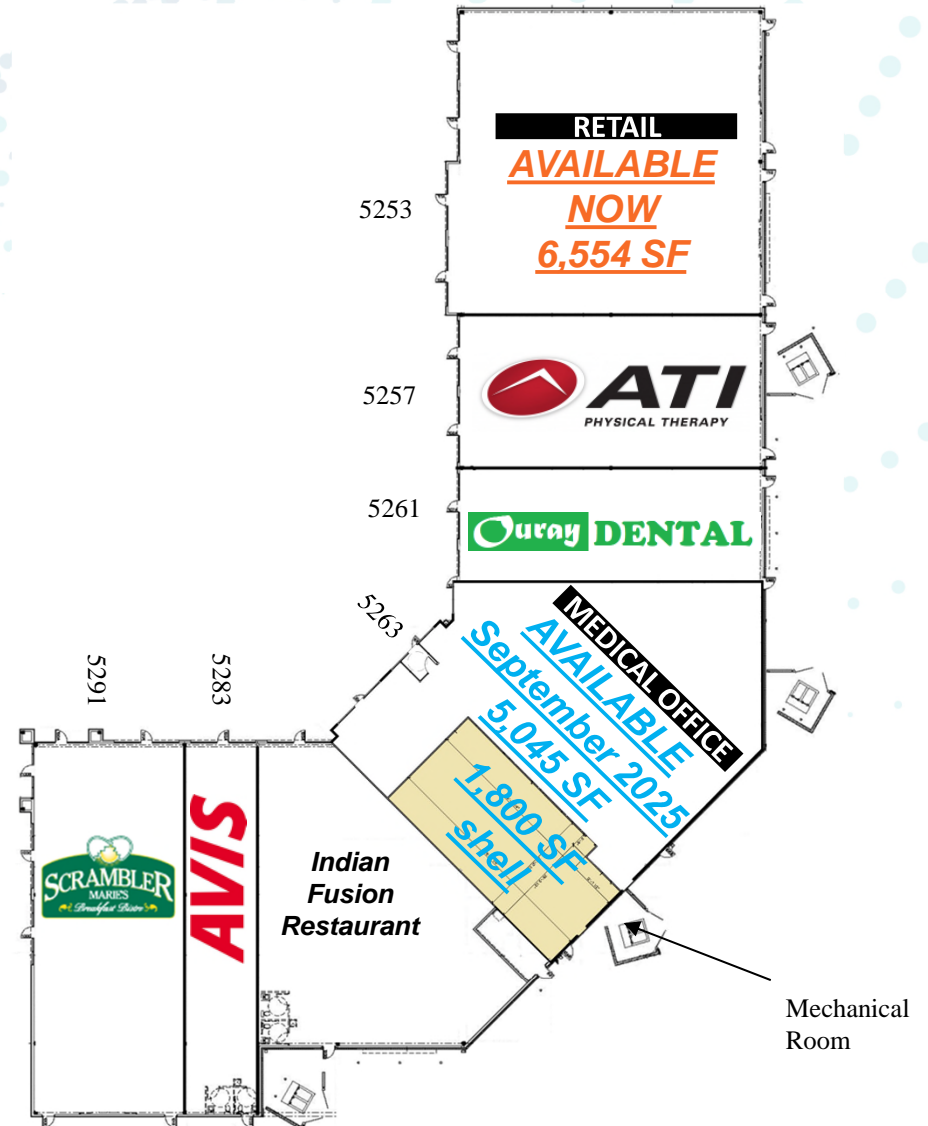 RETAIL
AVAILABLE
NOW
6,554 SF
5253
5257
ATI
PHYSICAL THERAPY
5261
Ouray DENTAL
5263
MEDICAL OFFICE
AVAILABLE
September 2025
5,045 SF
1,800 SF
shell
5291
5283
SCRAMBLER
MARIE'S
Breakfast Bistro
AVIS
Indian
Fusion
Restaurant
Mechanical
Room